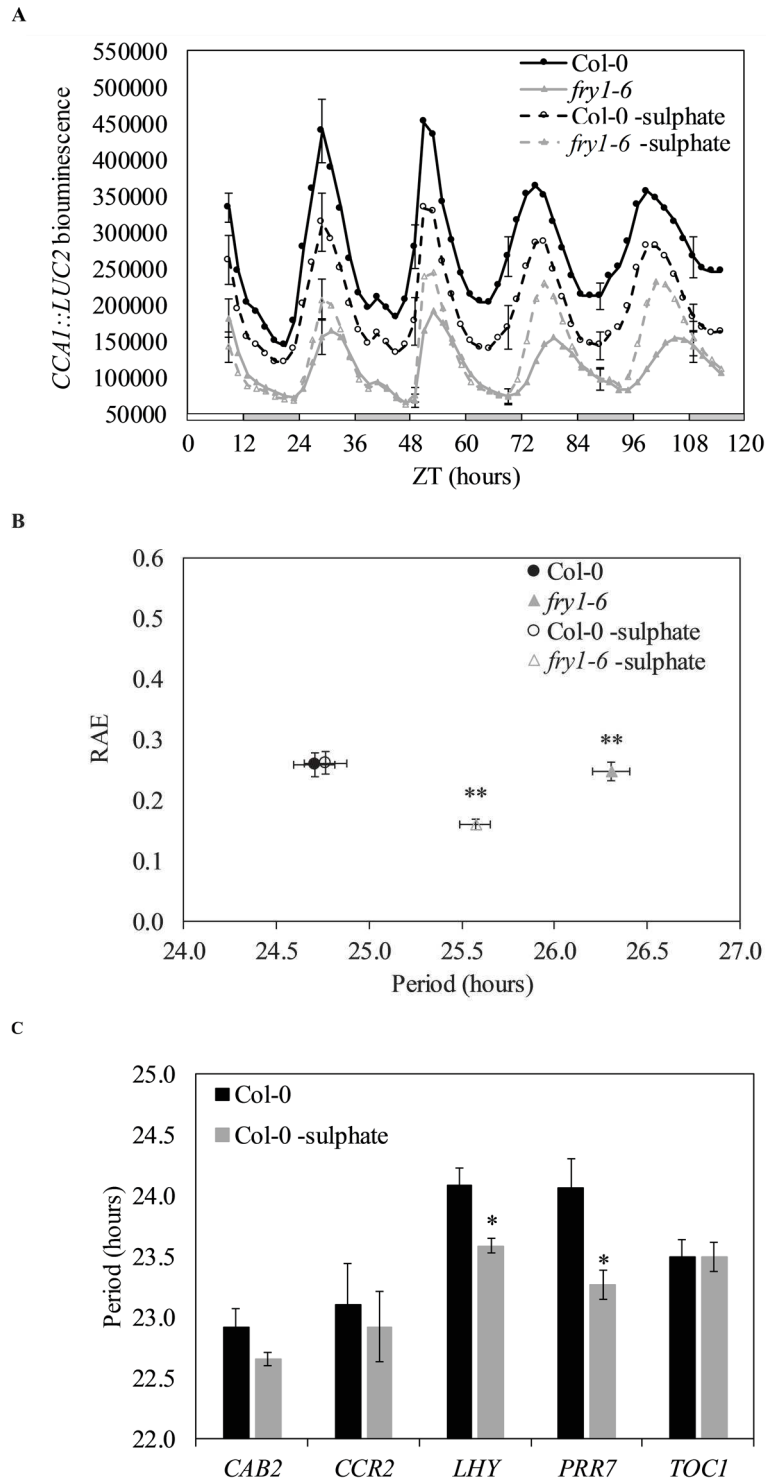 A
550000
500000
450000
400000
350000
300000
250000
200000
150000
100000
50000
CCA1::LUC2 biouminescence
Col-0
fry1-6
Col-0 -sulphate
fry1-6 -sulphate
0 12 24 36 48 60 72 84 96 108 120
ZT (hours)
B
0.6
0.5
0.4
0.3
0.2
0.1
0.0
RAE
Col-0
fry1-6
Col-0 -sulphate
fry1-6 -sulphate
**
**
24.0 24.5 25.0 25.5 26.0 26.5 27.0
Period (hours)
C
25.0
24.5
24.0
23.5
23.0
22.5
22.0
Period (hours)
Col-0
Col-0 -sulphate
*
*
CAB2 CCR2 LHY PRR7 TOC1